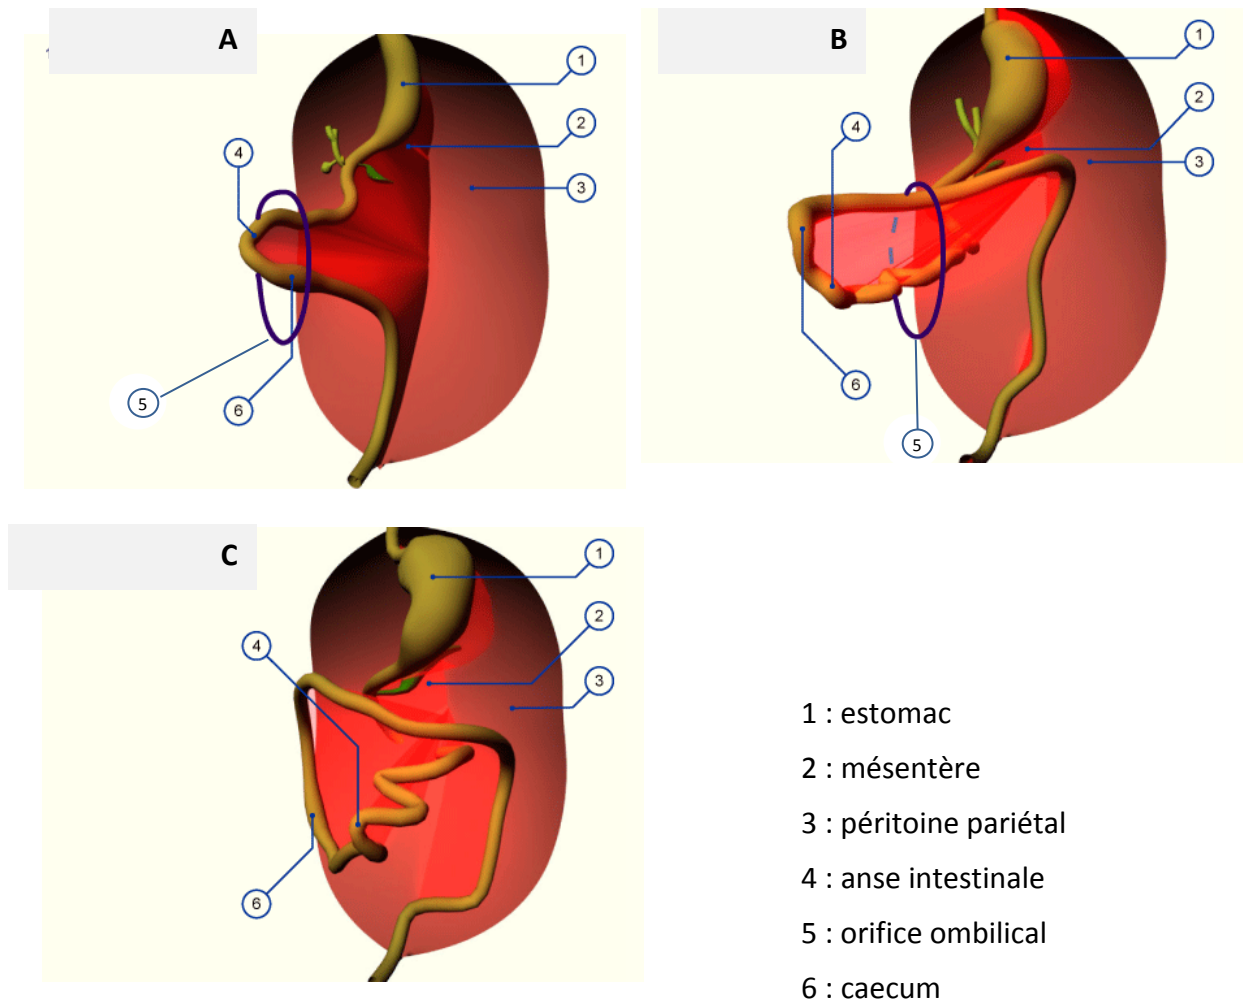 A
1
2
3
4
5
6
B
1
2
3
4
6
5
C
1
2
3
4
6
1 : estomac
2 : mésentère
3 : péritoine pariétal
4 : anse intestinale
5 : orifice ombilical
6 : caecum